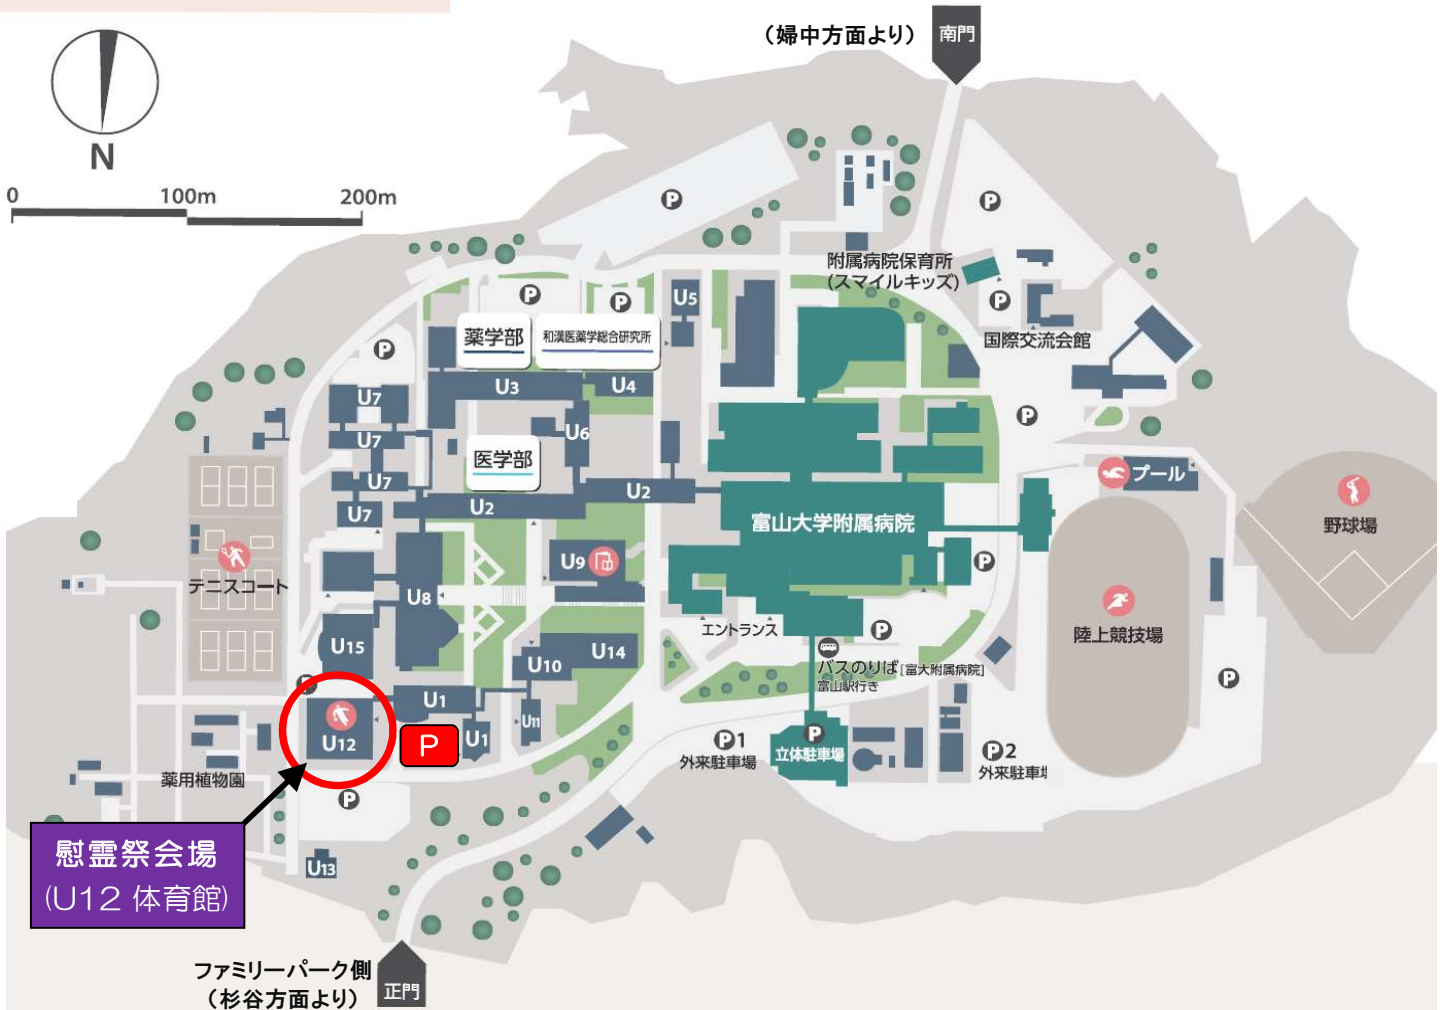 (婦中方面より)
南門
N
0 100m 200m
P
P
附属病院保育所
(スマイルキッズ)
P
P
U5
P
国際交流会館
薬学部
和漢医薬学総合研究所
P
U3
U4
U7
P
U6
U7
医学部
プール
U7
U2
U2
U7
富山大学附属病院
野球場
U9
P
テニスコート
U8
陸上競技場
エントランス
P
U15
U14
U10
バスのりば[富大附属病院]
富山駅行き
P
P
U1
U11
U12
P
U1
P1
外来駐車場
P
立体駐車場
P2
外来駐車
薬用植物園
P
慰霊祭会場
(U12 体育館)
U13
ファミリーパーク側
(杉谷方面より)
正門